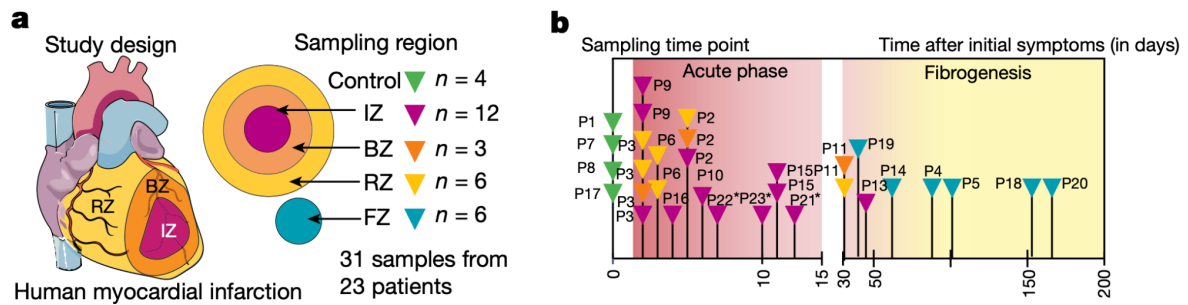 a
Study design
Sampling region
Control n = 4
IZ n = 12
BZ n = 3
RZ n = 6
FZ n = 6
BZ
RZ
IZ
31 samples from
23 patients
Human myocardial infarction
b
Sampling time point
Time after initial symptoms (in days)
Acute phase
Fibrogenesis
P9
P9
P2
P1
P7
P3
P6
P2
P2
P8
P3
P6
P10
P15
P11
P11
P19
P17
P3
P16
P22*
P23*
P15
P13
P14
P4
P5
P18
P20
P3
P21*
0
10
15
30
50
150
200